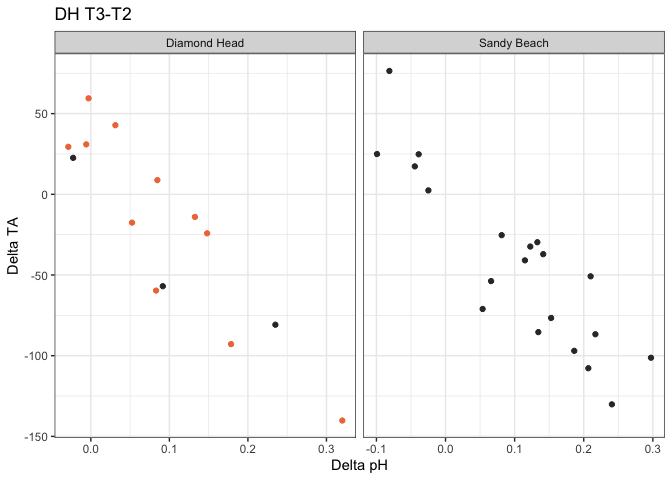 DH T3-T2
Diamond Head Sandy Beach
50
0
-50
-100
-150
Delta TA
0.0 0.1 0.2 0.3 -0.1 0.0 0.1 0.2 0.3
Delta pH